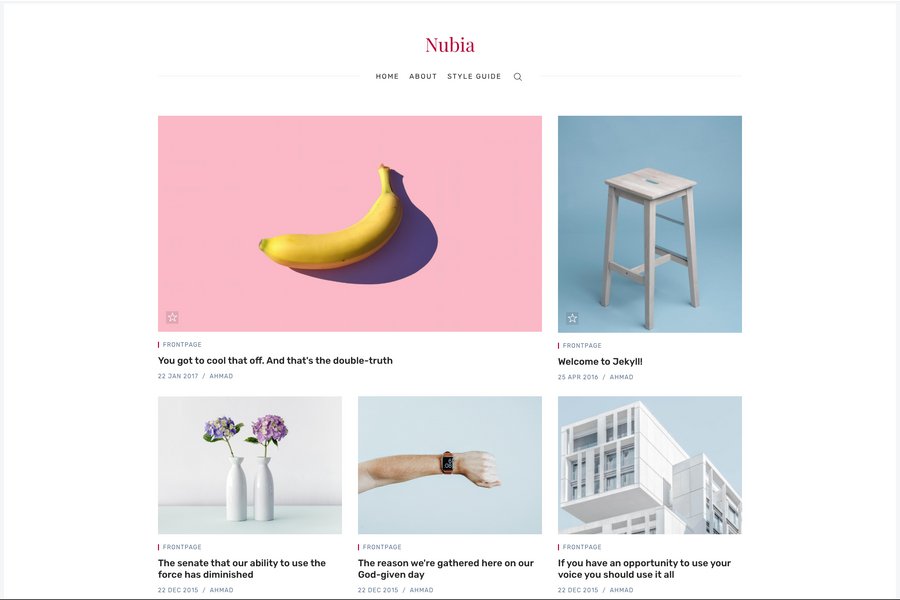 Nubia
HOME ABOUT STYLE GUIDE
FRONTPAGE
You got to cool that off. And that's the double-truth
22 JAN 2017 / AHMAD
FRONTPAGE
Welcome to Jekyll!
25 APR 2016 / AHMAD
FRONTPAGE
The senate that our ability to use the
force has diminished
22 DEC 2015 / AHMAD
FRONTPAGE
The reason we're gathered here on our
God-given day
22 DEC 2015 / AHMAD
FRONTPAGE
If you have an opportunity to use your
voice you should use it all
22 DEC 2015 / AHMAD